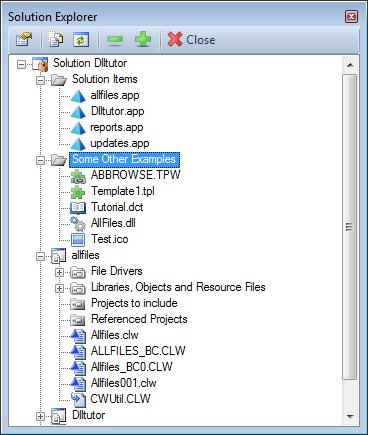 Solution Explorer
Close
Solution Dlltutor
Solution Items
allfiles.app
Dlltutor.app
reports.app
updates.app
Some Other Examples
ABBROWSE.TPW
Template1.tpl
Tutorial.dct
AllFiles.dll
Test.ico
allfiles
File Drivers
Libraries, Objects and Resource Files
Projects to include
Referenced Projects
Allfiles.clw
ALLFILES_BC.CLW
Allfiles_BC0.CLW
Allfiles001.clw
CWUtil.CLW
Dlltutor